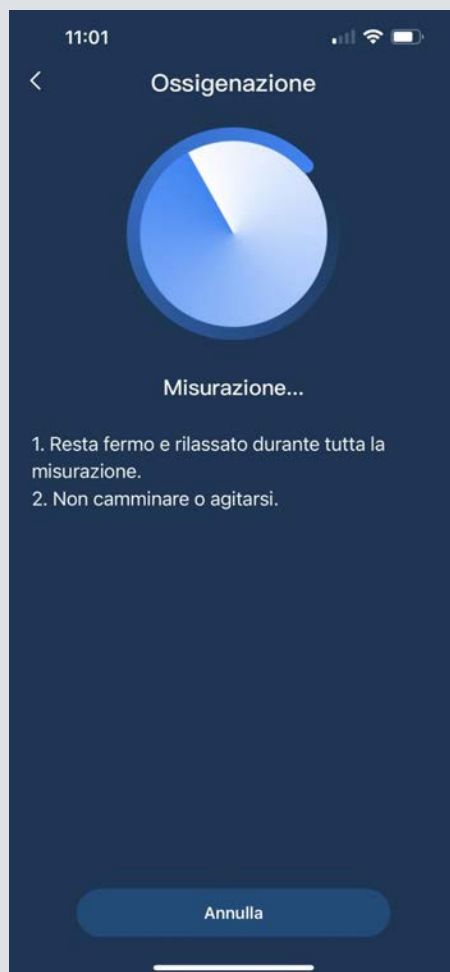 11:01
Ossigenazione
Misurazione...
1. Resta fermo e rilassato durante tutta la
misurazione.
2. Non camminare o agitarsi.
Annulla